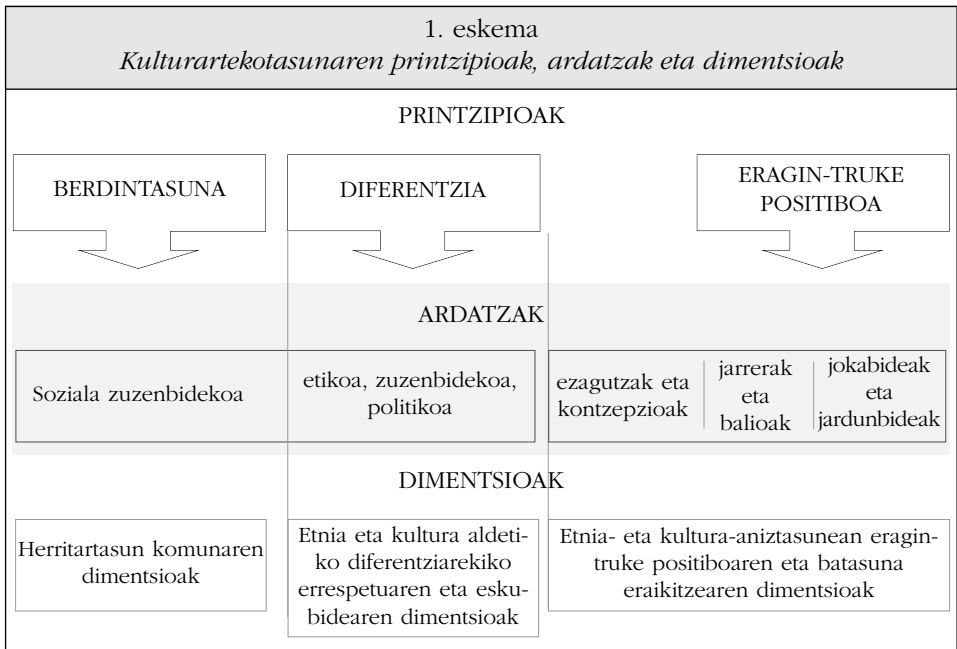 1. eskema
Kulturartekotasunaren printzipioak, ardatzak eta dimentsioak
PRINTZIPIOAK
BERDINTASUNA
DIFERENTZIA
ERAGIN-TRUKE
POSITIBOA
ARDATZAK
Soziala zuzenbidekoa
etikoa, zuzenbidekoa,
politikoa
ezagutzak eta
kontzepzioak
jarrerak
eta
balioak
jokabideak
eta
jardunbideak
DIMENTSIOAK
Herritartasun komunaren
dimentsioak
Etnia eta kultura aldeti-
ko diferentziarekiko
errespetuaren eta esku-
bidearen dimentsioak
Etnia- eta kultura-aniztasunean eragin-
truke positiboaren eta batasuna
eraikitzearen dimentsioak